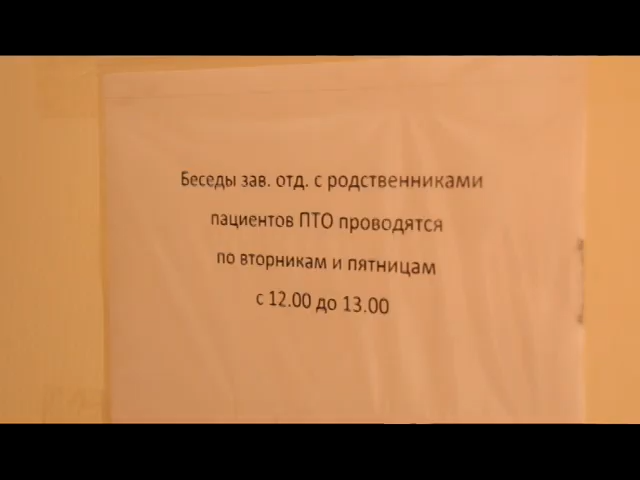 Беседы зав. отд. с родственниками
пациентов ПТО проводятся
по вторникам и пятницам
с 12.00 до 13.00